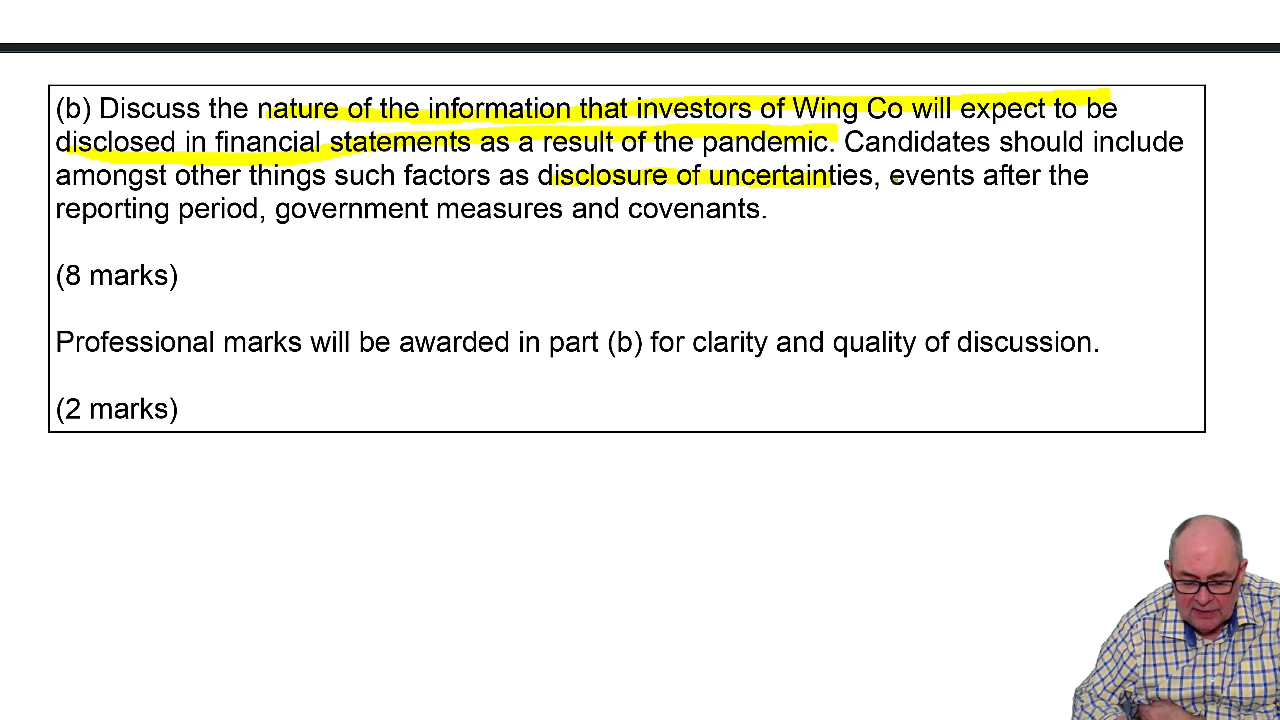 (b) Discuss the nature of the information that investors of Wing Co will expect to be
disclosed in financial statements as a result of the pandemic. Candidates should include
amongst other things such factors as disclosure of uncertainties, events after the
reporting period, government measures and covenants.
(8 marks)
Professional marks will be awarded in part (b) for clarity and quality of discussion.
(2 marks)